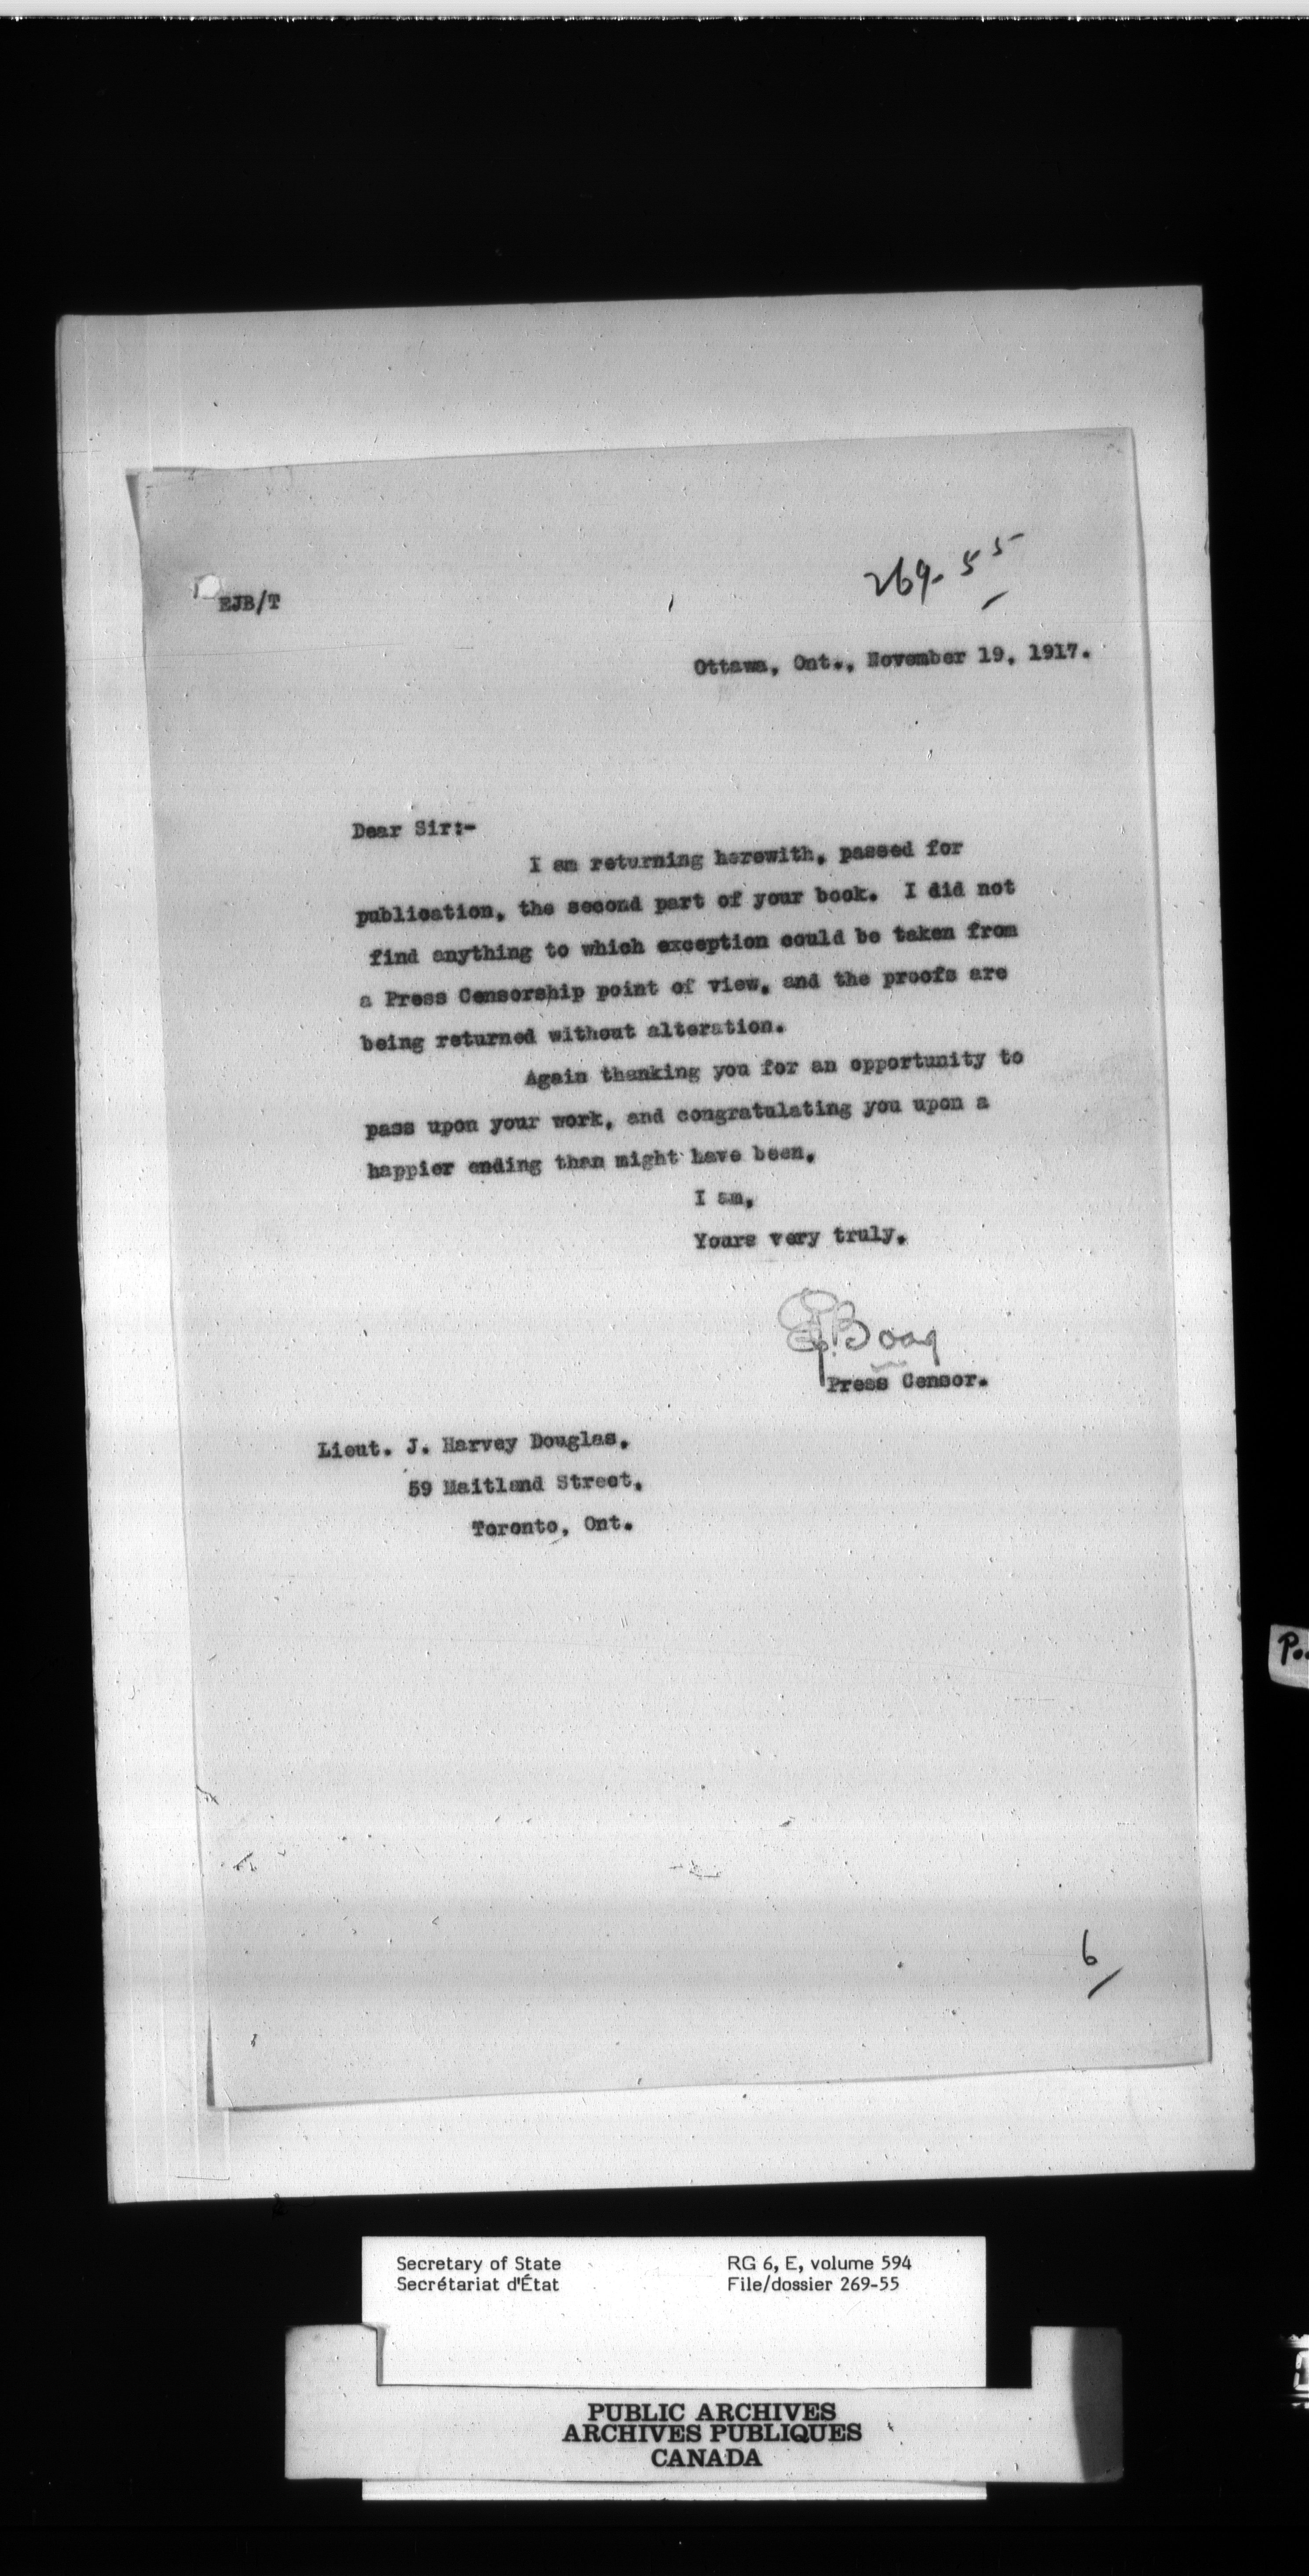 269-55
EJB/T
Ottawa, Ont., November 19, 1917.
Dear Sir:-
I am returning herewith, passed for
publication, the second part of your book. I did not
find anything to which exception could be taken from
a Press Censorship point of view, and the proofs are
being returned without alteration.
Again thanking you for an opportunity to
pass upon your work, and congratulating you upon a
happier ending than might have been,
I am,
Yours very truly,
Press Censor.
Lieut. J. Harvey Douglas,
59 Maitland Street,
Toronto, Ont.
6
Secretary of State
Secrétariat d'État
RG 6, E, volume 594
File/dossier 269-55
PUBLIC ARCHIVES
ARCHIVES PUBLIQUES
CANADA